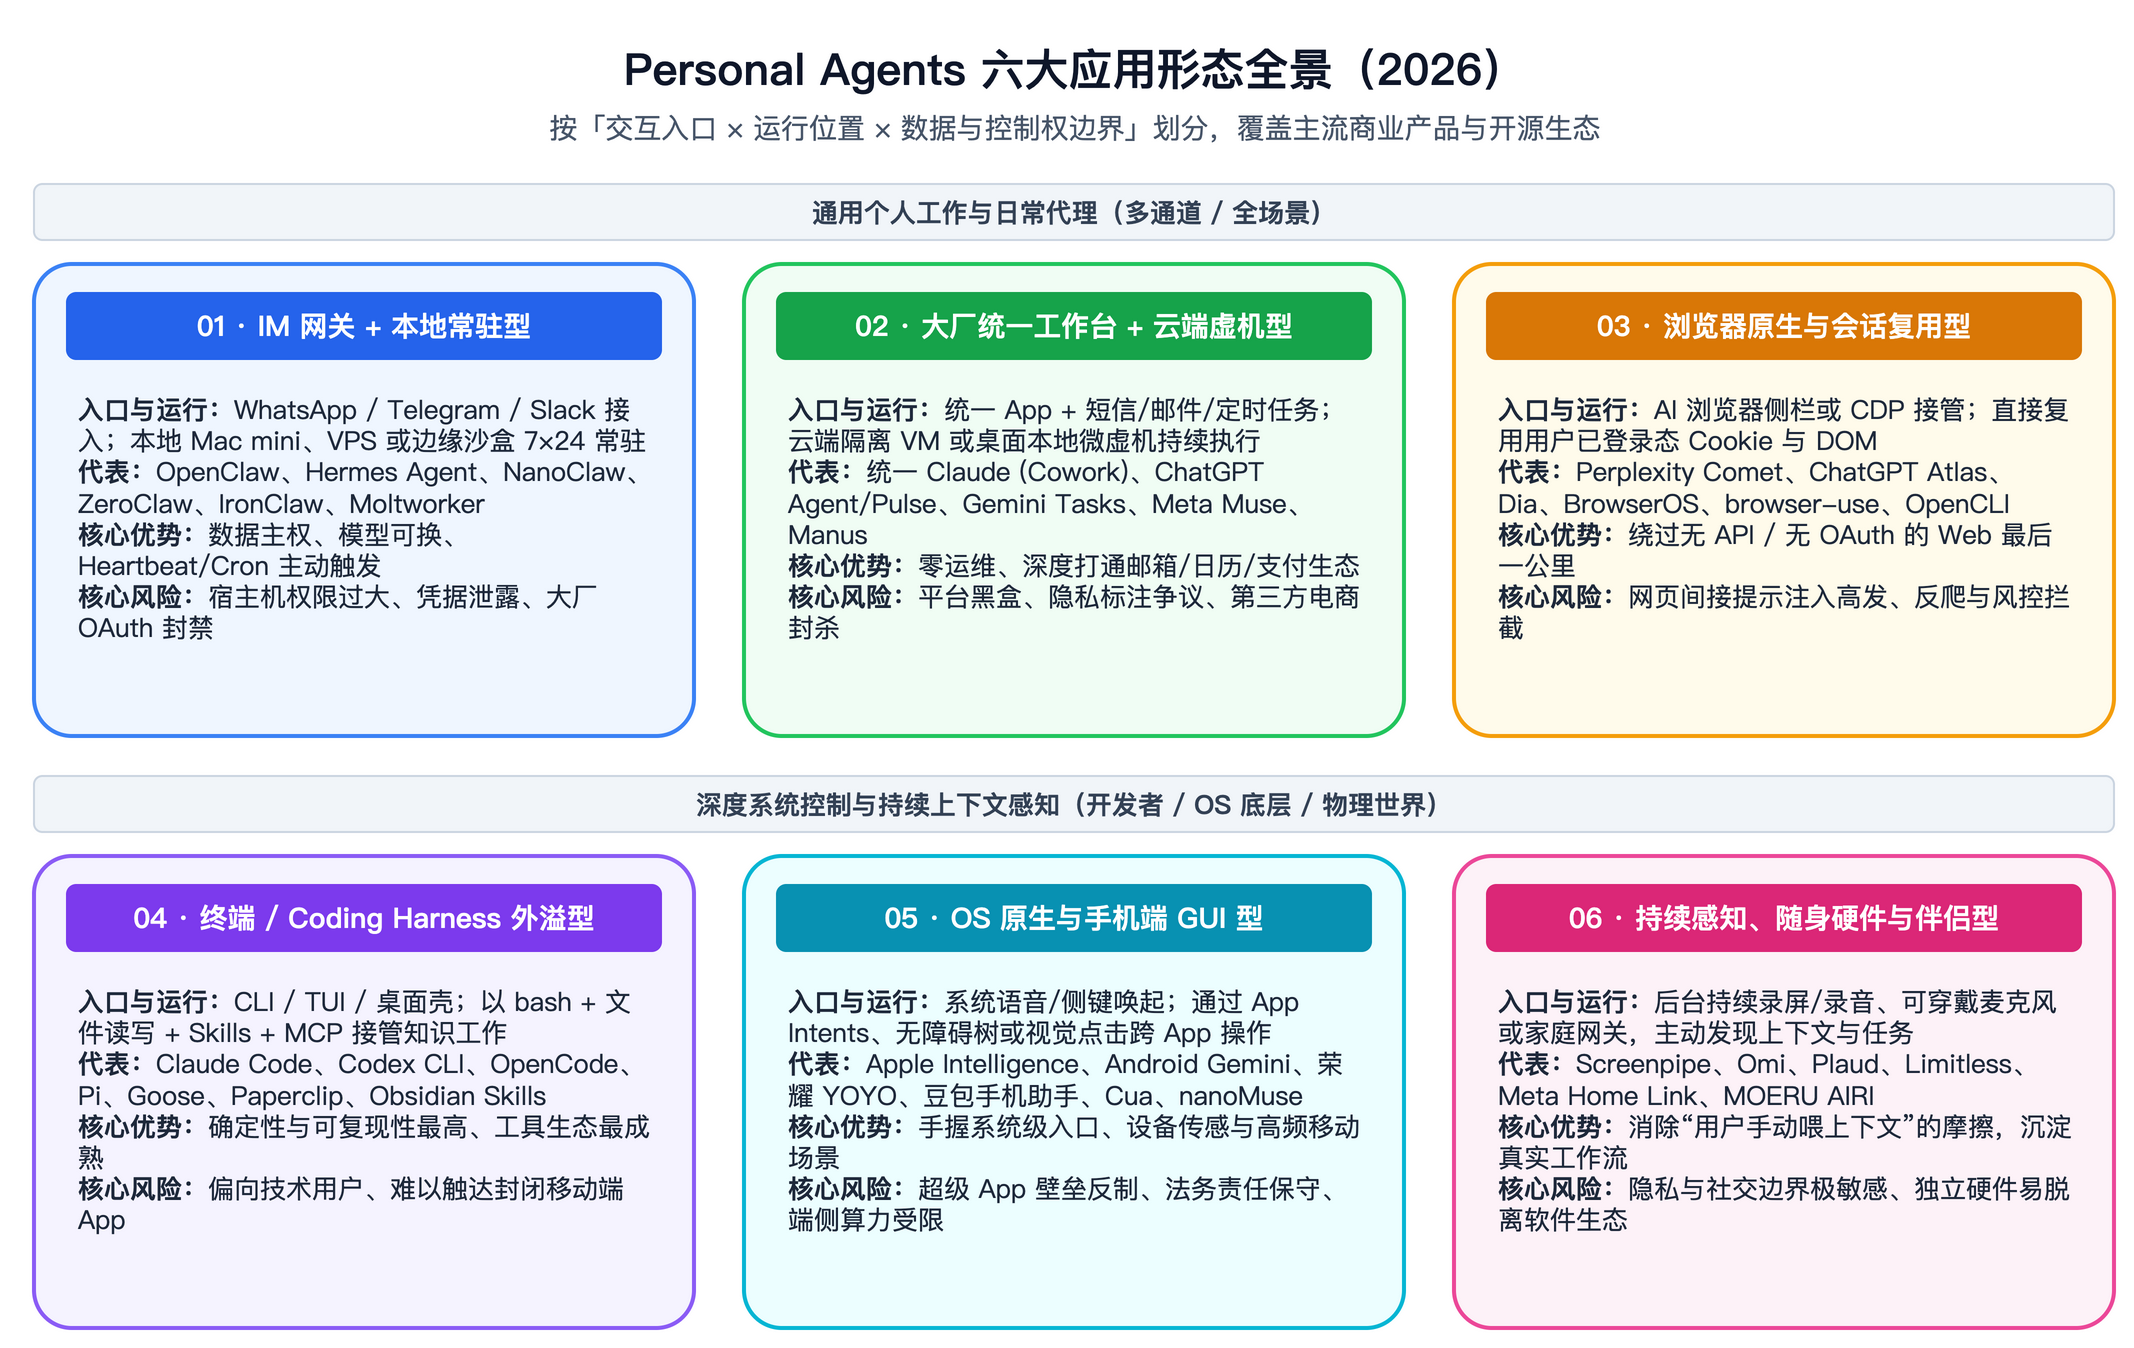 Personal Agents 六大应用形态全景（2026）
按「交互入口 × 运行位置 × 数据与控制权边界」划分，覆盖主流商业产品与开源生态
通用个人工作与日常代理（多通道 / 全场景）
01 · IM 网关 + 本地常驻型
入口与运行：WhatsApp / Telegram / Slack 接
入；本地 Mac mini、VPS 或边缘沙盒 7×24 常驻
代表：OpenClaw、Hermes Agent、NanoClaw、
ZeroClaw、IronClaw、Moltworker
核心优势：数据主权、模型可换、
Heartbeat/Cron 主动触发
核心风险：宿主机权限过大、凭据泄露、大厂
OAuth 封禁
02 · 大厂统一工作台 + 云端虚机型
入口与运行：统一 App + 短信/邮件/定时任务；
云端隔离 VM 或桌面本地微虚机持续执行
代表：统一 Claude (Cowork)、ChatGPT
Agent/Pulse、Gemini Tasks、Meta Muse、
Manus
核心优势：零运维、深度打通邮箱/日历/支付生态
核心风险：平台黑盒、隐私标注争议、第三方电商
封杀
03 · 浏览器原生与会话复用型
入口与运行：AI 浏览器侧栏或 CDP 接管；直接复
用用户已登录态 Cookie 与 DOM
代表：Perplexity Comet、ChatGPT Atlas、
Dia、BrowserOS、browser-use、OpenCLI
核心优势：绕过无 API / 无 OAuth 的 Web 最后
一公里
核心风险：网页间接提示注入高发、反爬与风控拦
截
深度系统控制与持续上下文感知（开发者 / OS 底层 / 物理世界）
04 · 终端 / Coding Harness 外溢型
入口与运行：CLI / TUI / 桌面壳；以 bash + 文
件读写 + Skills + MCP 接管知识工作
代表：Claude Code、Codex CLI、OpenCode、
Pi、Goose、Paperclip、Obsidian Skills
核心优势：确定性与可复现性最高、工具生态最成
熟
核心风险：偏向技术用户、难以触达封闭移动端
App
05 · OS 原生与手机端 GUI 型
入口与运行：系统语音/侧键唤起；通过 App
Intents、无障碍树或视觉点击跨 App 操作
代表：Apple Intelligence、Android Gemini、荣
耀 YOYO、豆包手机助手、Cua、nanoMuse
核心优势：手握系统级入口、设备传感与高频移动
场景
核心风险：超级 App 壁垒反制、法务责任保守、
端侧算力受限
06 · 持续感知、随身硬件与伴侣型
入口与运行：后台持续录屏/录音、可穿戴麦克风
或家庭网关，主动发现上下文与任务
代表：Screenpipe、Omi、Plaud、Limitless、
Meta Home Link、MOERU AIRI
核心优势：消除“用户手动喂上下文”的摩擦，沉淀
真实工作流
核心风险：隐私与社交边界极敏感、独立硬件易脱
离软件生态